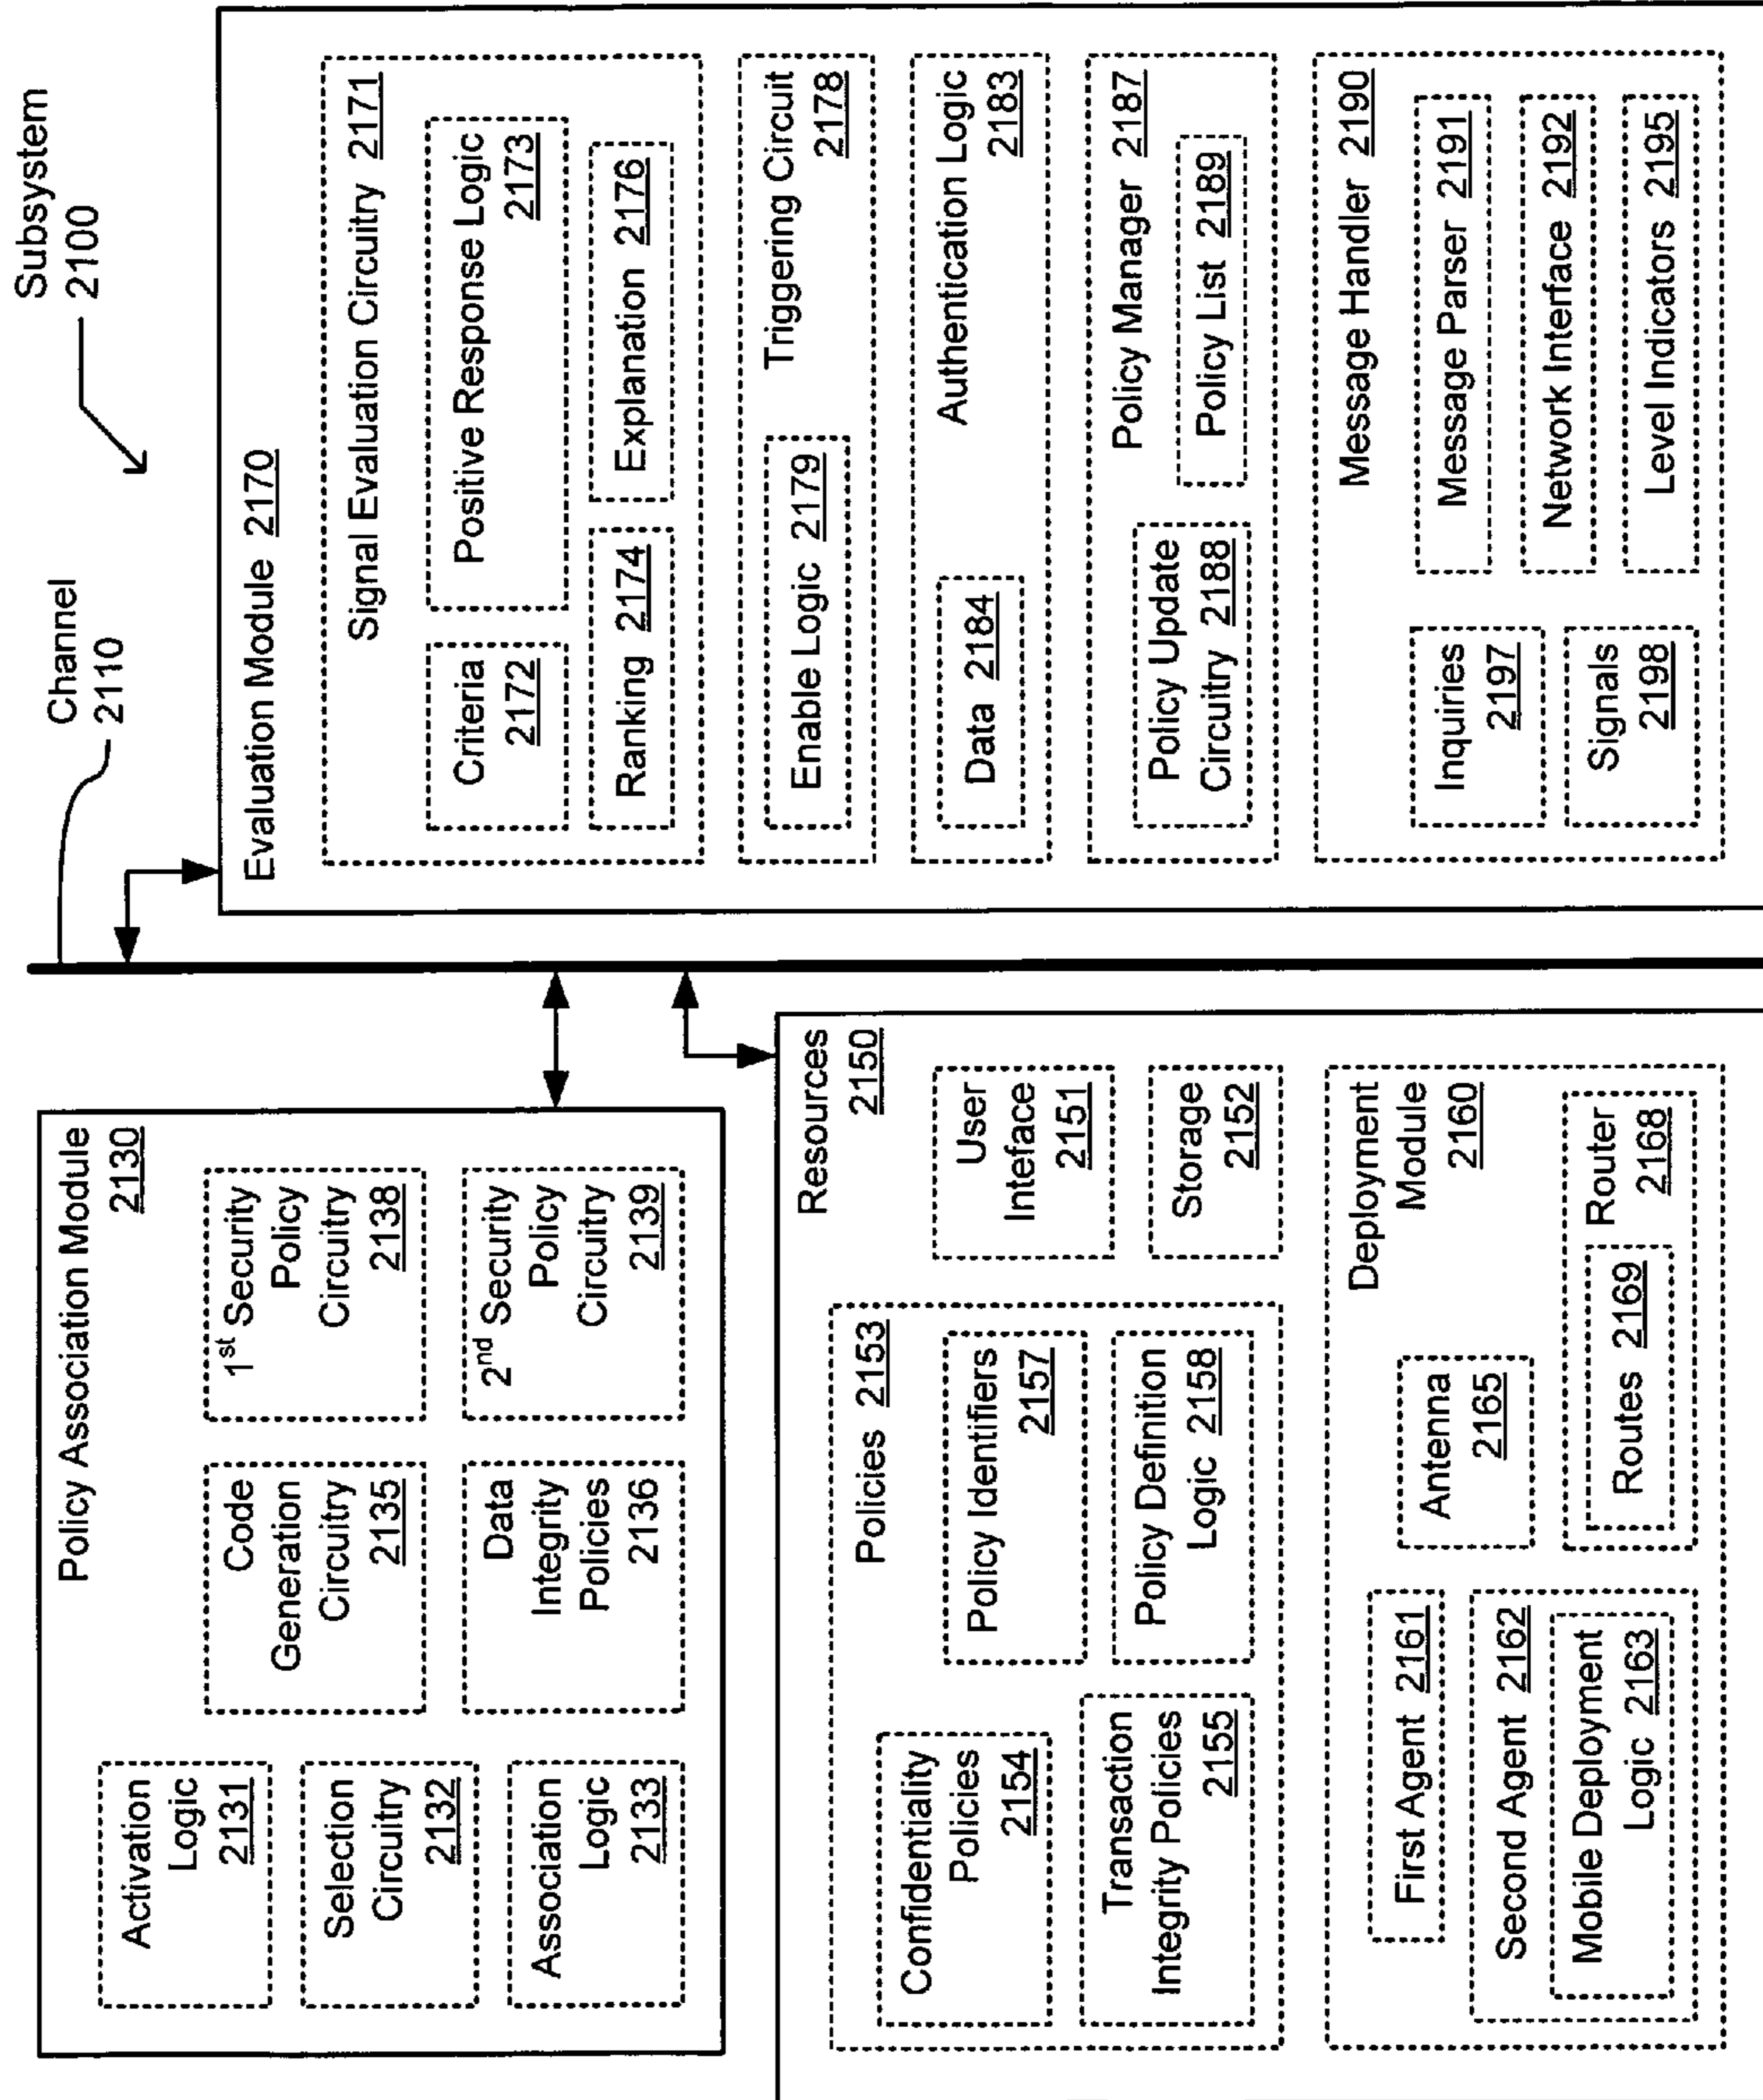 Subsystem
2100
Channel
2110
Policy Association Module
2130
Activation
Logic
2131
Selection
Circuitry
2132
Association
Logic
2133
Code
Generation
Circuitry
2135
Data
Integrity
Policies
2136
1st Security
Policy
Circuitry
2138
2nd Security
Policy
Circuitry
2139
Resources
2150
User
Inteface
2151
Storage
2152
Policies 2153
Confidentiality
Policies
2154
Transaction
Integrity Policies
2155
Policy Identifiers
2157
Policy Definition
Logic 2158
Deployment
Module
2160
First Agent 2161
Second Agent 2162
Mobile Deployment
Logic 2163
Antenna
2165
Router
2168
Routes 2169
Evaluation Module 2170
Signal Evaluation Circuitry 2171
Criteria
2172
Positive Response Logic
2173
Ranking 2174
Explanation 2176
Triggering Circuit
2178
Enable Logic 2179
Authentication Logic
2183
Data 2184
Policy Manager 2187
Policy Update
Circuitry 2188
Policy List 2189
Message Handler 2190
Message Parser 2191
Network Interface 2192
Level Indicators 2195
Inquiries
2197
Signals
2198